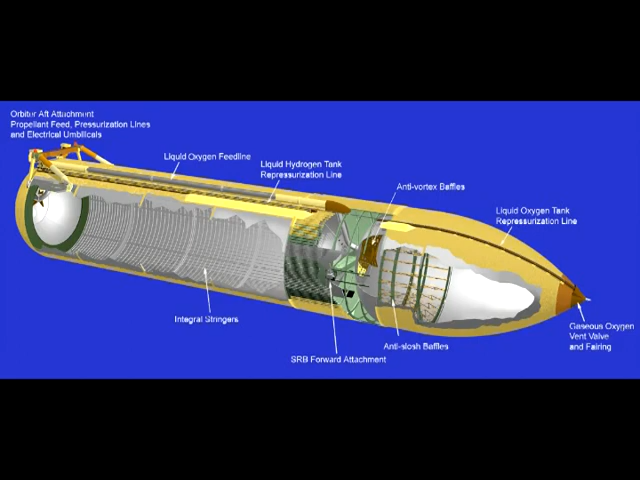 Orbiter Aft Attachment
Propellant Feed, Pressurization Lines
and Electrical Umbilicals
Liquid Oxygen Feedline
Liquid Hydrogen Tank
Repressurization Line
Anti-vortex Baffles
Liquid Oxygen Tank
Repressurization Line
Integral Stringers
SRB Forward Attachment
Anti-slosh Baffles
Gaseous Oxygen
Vent Valve
and Fairing